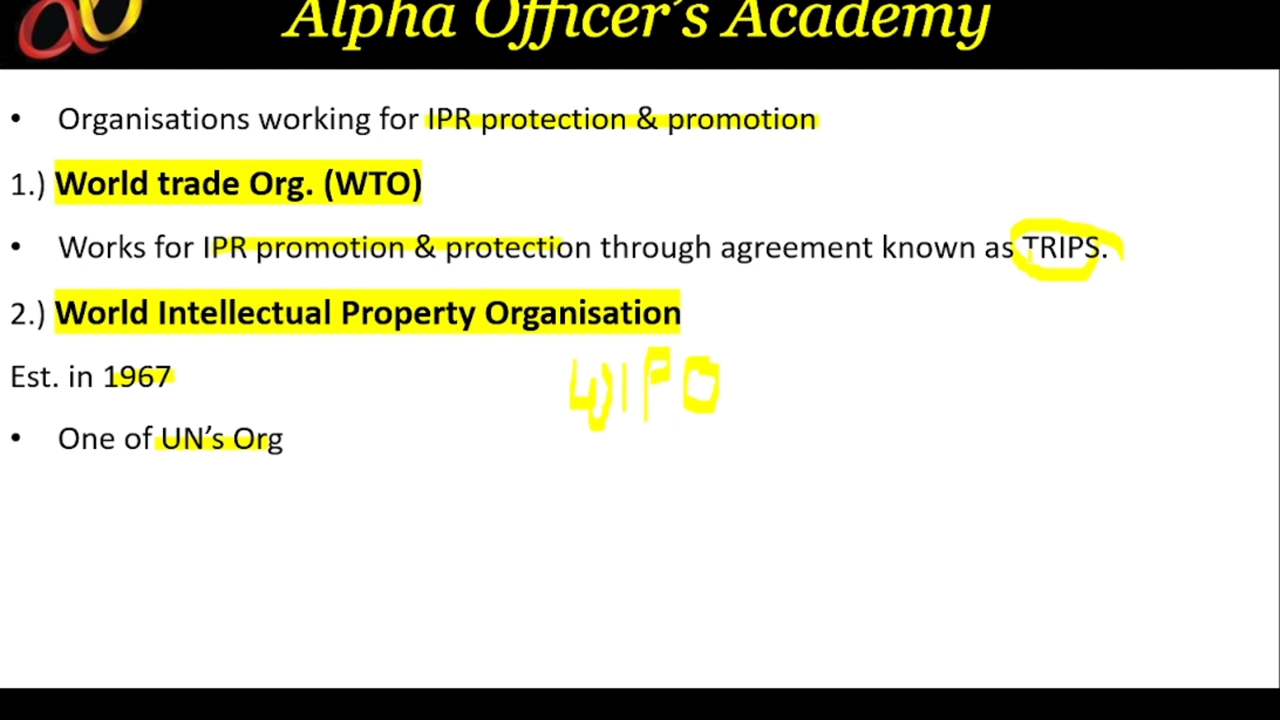 Alpha Officer's Academy
• Organisations working for IPR protection & promotion
1.) World trade Org. (WTO)
• Works for IPR promotion & protection through agreement known as TRIPS.
2.) World Intellectual Property Organisation
Est. in 1967
WIPO
• One of UN's Org